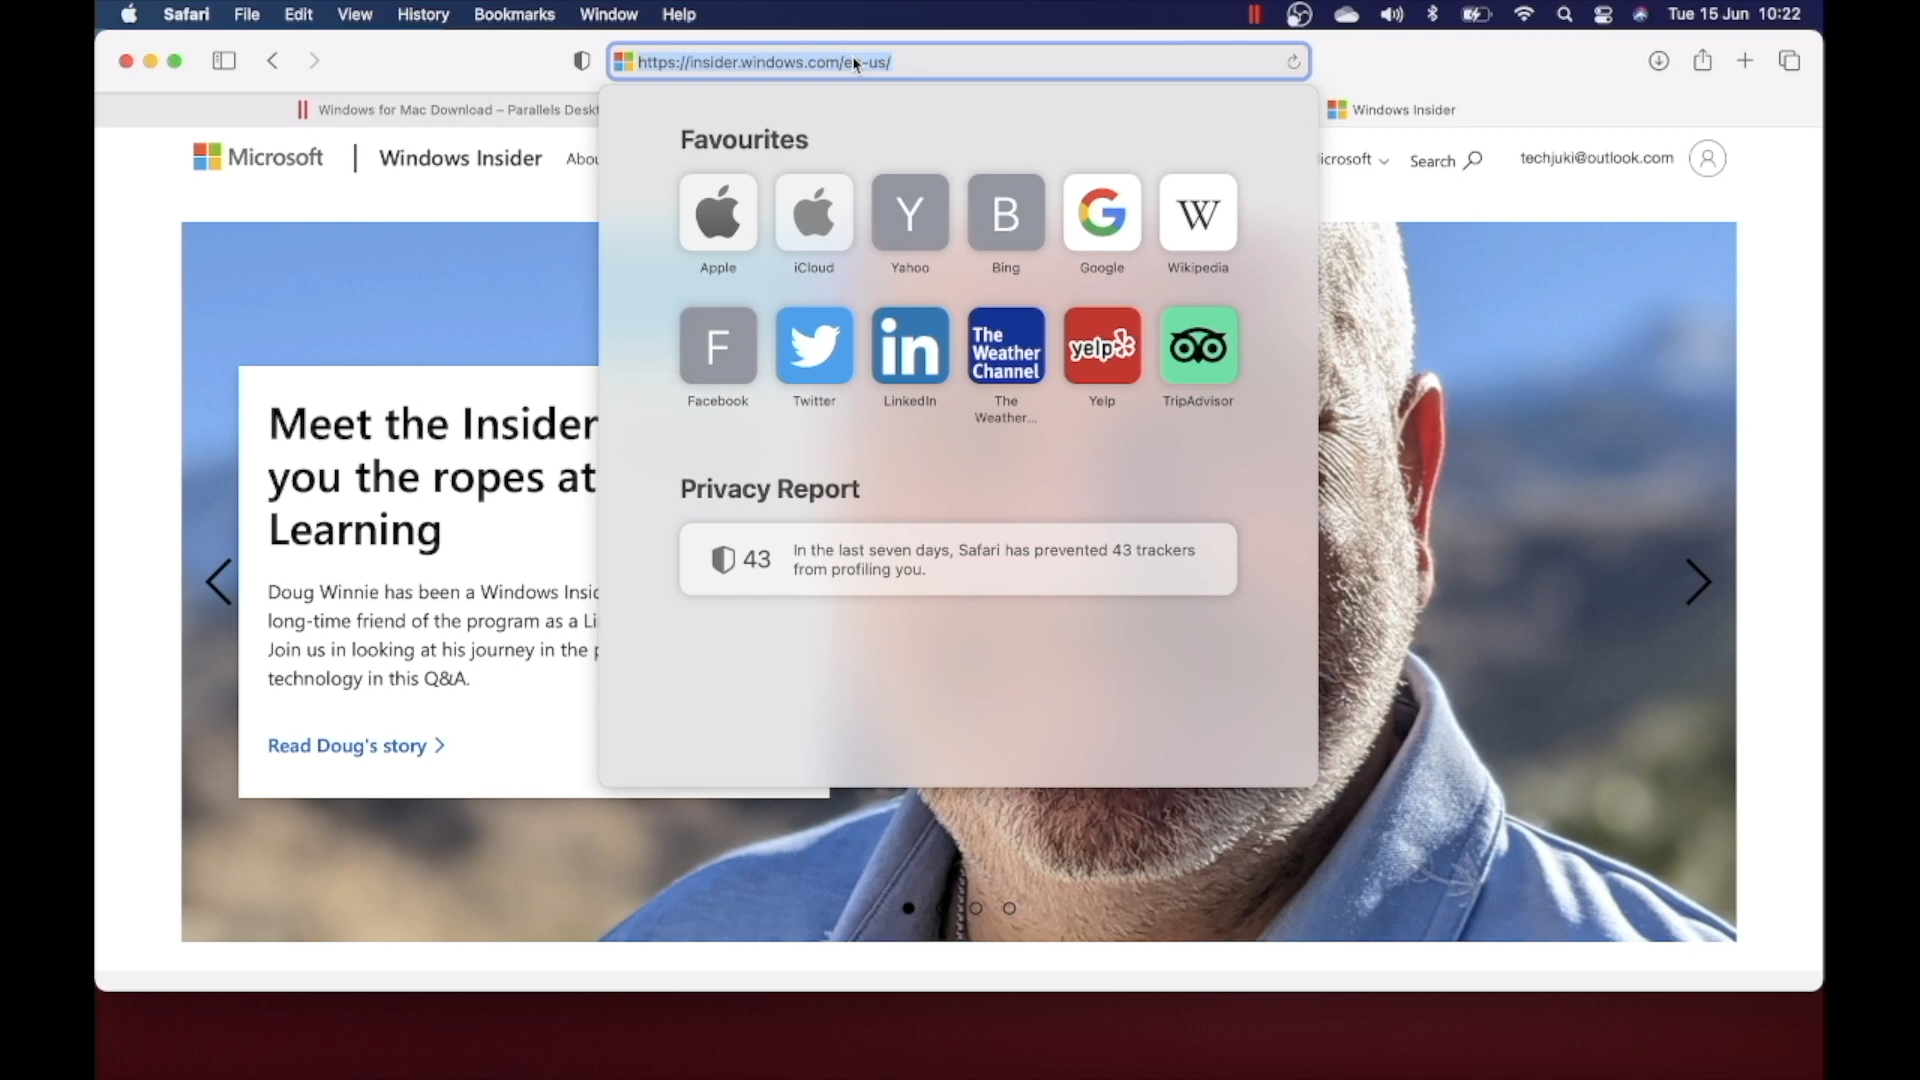 Safari File Edit View History Bookmarks Window Help
Tue 15 Jun 10:22
https://insider.windows.com/en-us/
Windows for Mac Download – Parallels Deskt
Windows Insider
Microsoft
Windows Insider
Abou
icrosoft
Search
techjuki@outlook.com
Favourites
Y
B
G
W
Apple
iCloud
Yahoo
Bing
Google
Wikipedia
F
in
The
Weather
Channel
yelp
Facebook
Twitter
LinkedIn
The
Weather...
Yelp
TripAdvisor
Privacy Report
43
In the last seven days, Safari has prevented 43 trackers
from profiling you.
Meet the Insider
you the ropes at
Learning
Doug Winnie has been a Windows Insid
long-time friend of the program as a Li
Join us in looking at his journey in the p
technology in this Q&A.
Read Doug's story